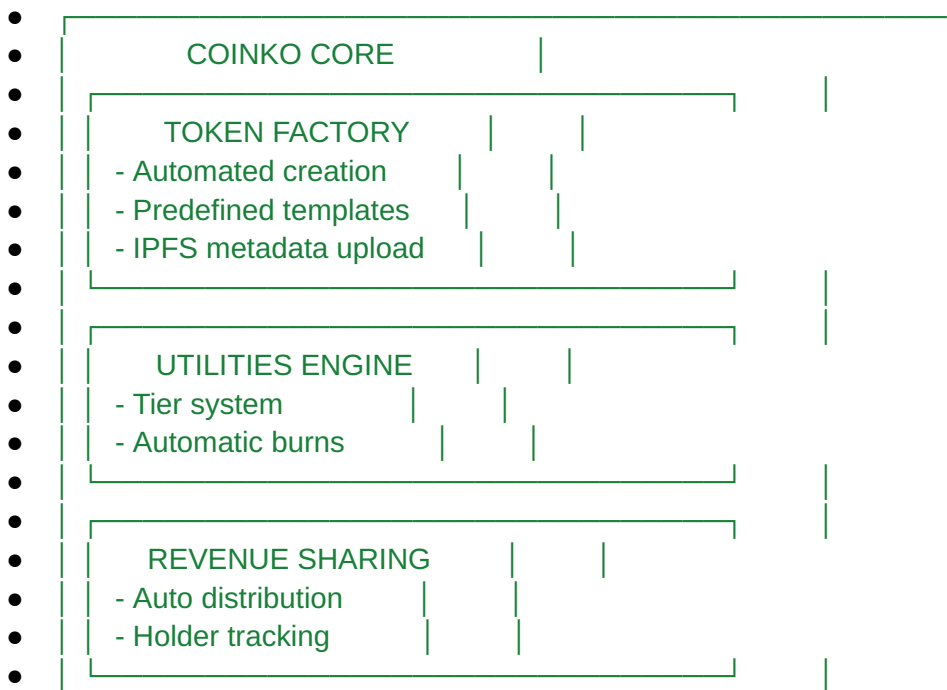 COINKO CORE
TOKEN FACTORY
- Automated creation
- Predefined templates
- IPFS metadata upload
UTILITIES ENGINE
- Tier system
- Automatic burns
REVENUE SHARING
- Auto distribution
- Holder tracking